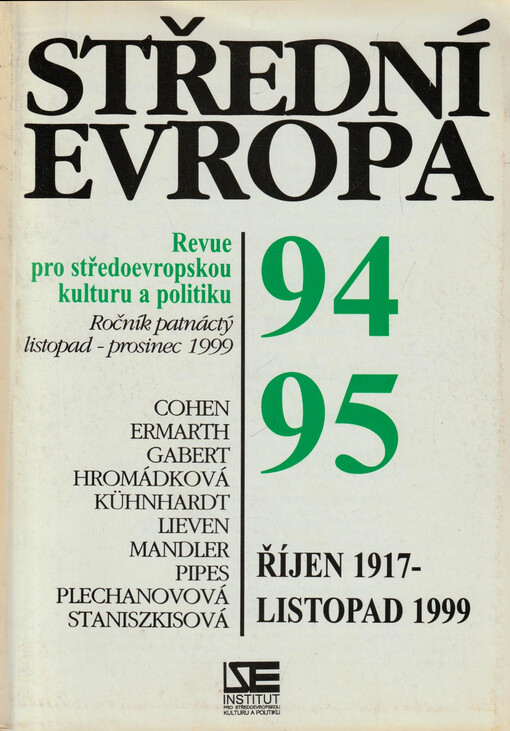 STŘEDNÍ
EVROPA
Revue
pro středoevropskou
kulturu a politiku
Ročník patnáctý
listopad - prosinec 1999
COHEN
ERMARTH
GABERT
HROMÁDKOVÁ
KÜHNHARDT
LIEVEN
MANDLER
PIPES
PLECHANOVOVÁ
STANISZKISOVÁ
94
95
ŘÍJEN 1917-
LISTOPAD 1999
ISE
INSTITUT
PRO STŘEDOEVROPSKOU
KULTURU A POLITIKU